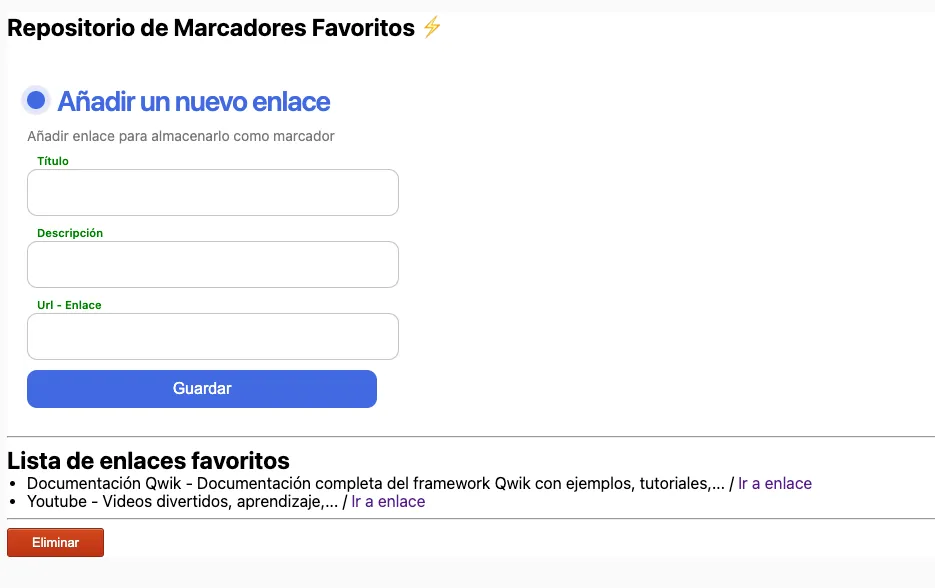 Repositorio de Marcadores Favoritos ⚡
Añadir un nuevo enlace
Añadir enlace para almacenarlo como marcador
Título
Descripción
Url - Enlace
Guardar
Lista de enlaces favoritos
• Documentación Qwik - Documentación completa del framework Qwik con ejemplos, tutoriales,... / Ir a enlace
• Youtube - Videos divertidos, aprendizaje,... / Ir a enlace
Eliminar